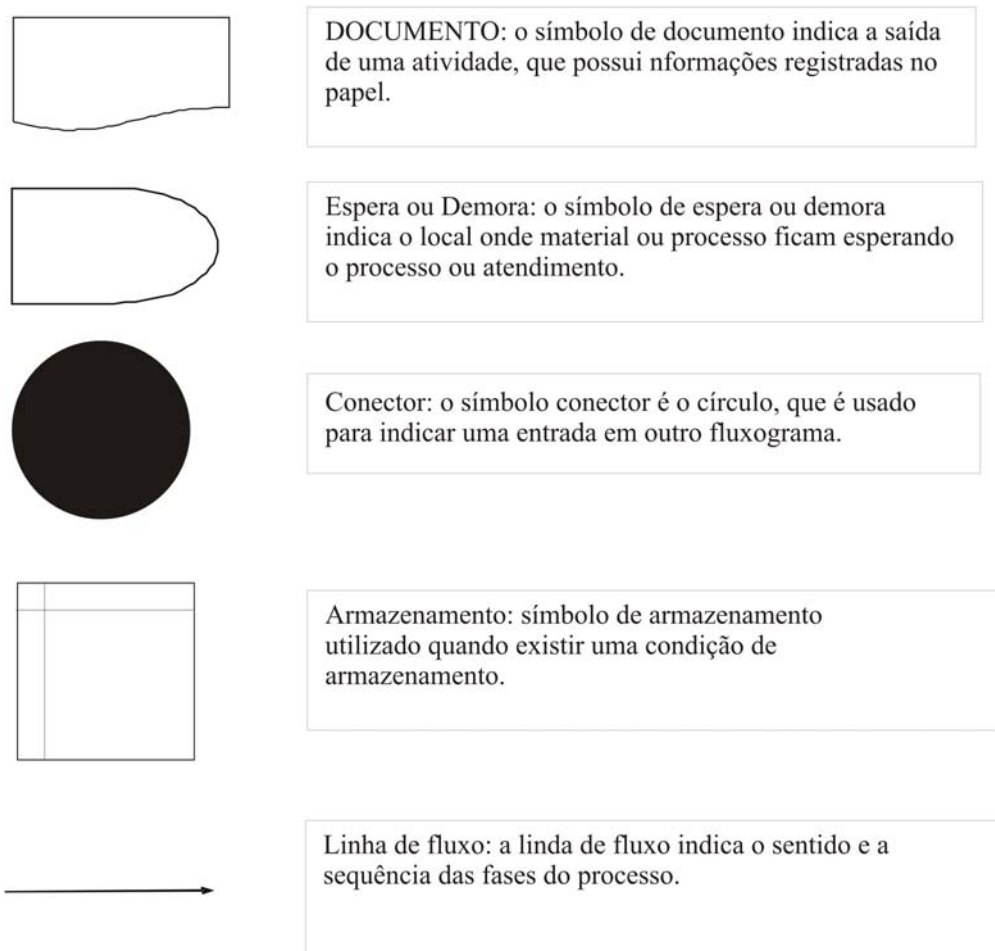 DOCUMENTO: o símbolo de documento indica a saída
de uma atividade, que possui nformações registradas no
papel.
Espera ou Demora: o símbolo de espera ou demora
indica o local onde material ou processo ficam esperando
o processo ou atendimento.
Conector: o símbolo conector é o círculo, que é usado
para indicar uma entrada em outro fluxograma.
Armazenamento: símbolo de armazenamento
utilizado quando existir uma condição de
armazenamento.
Linha de fluxo: a linda de fluxo indica o sentido e a
sequência das fases do processo.